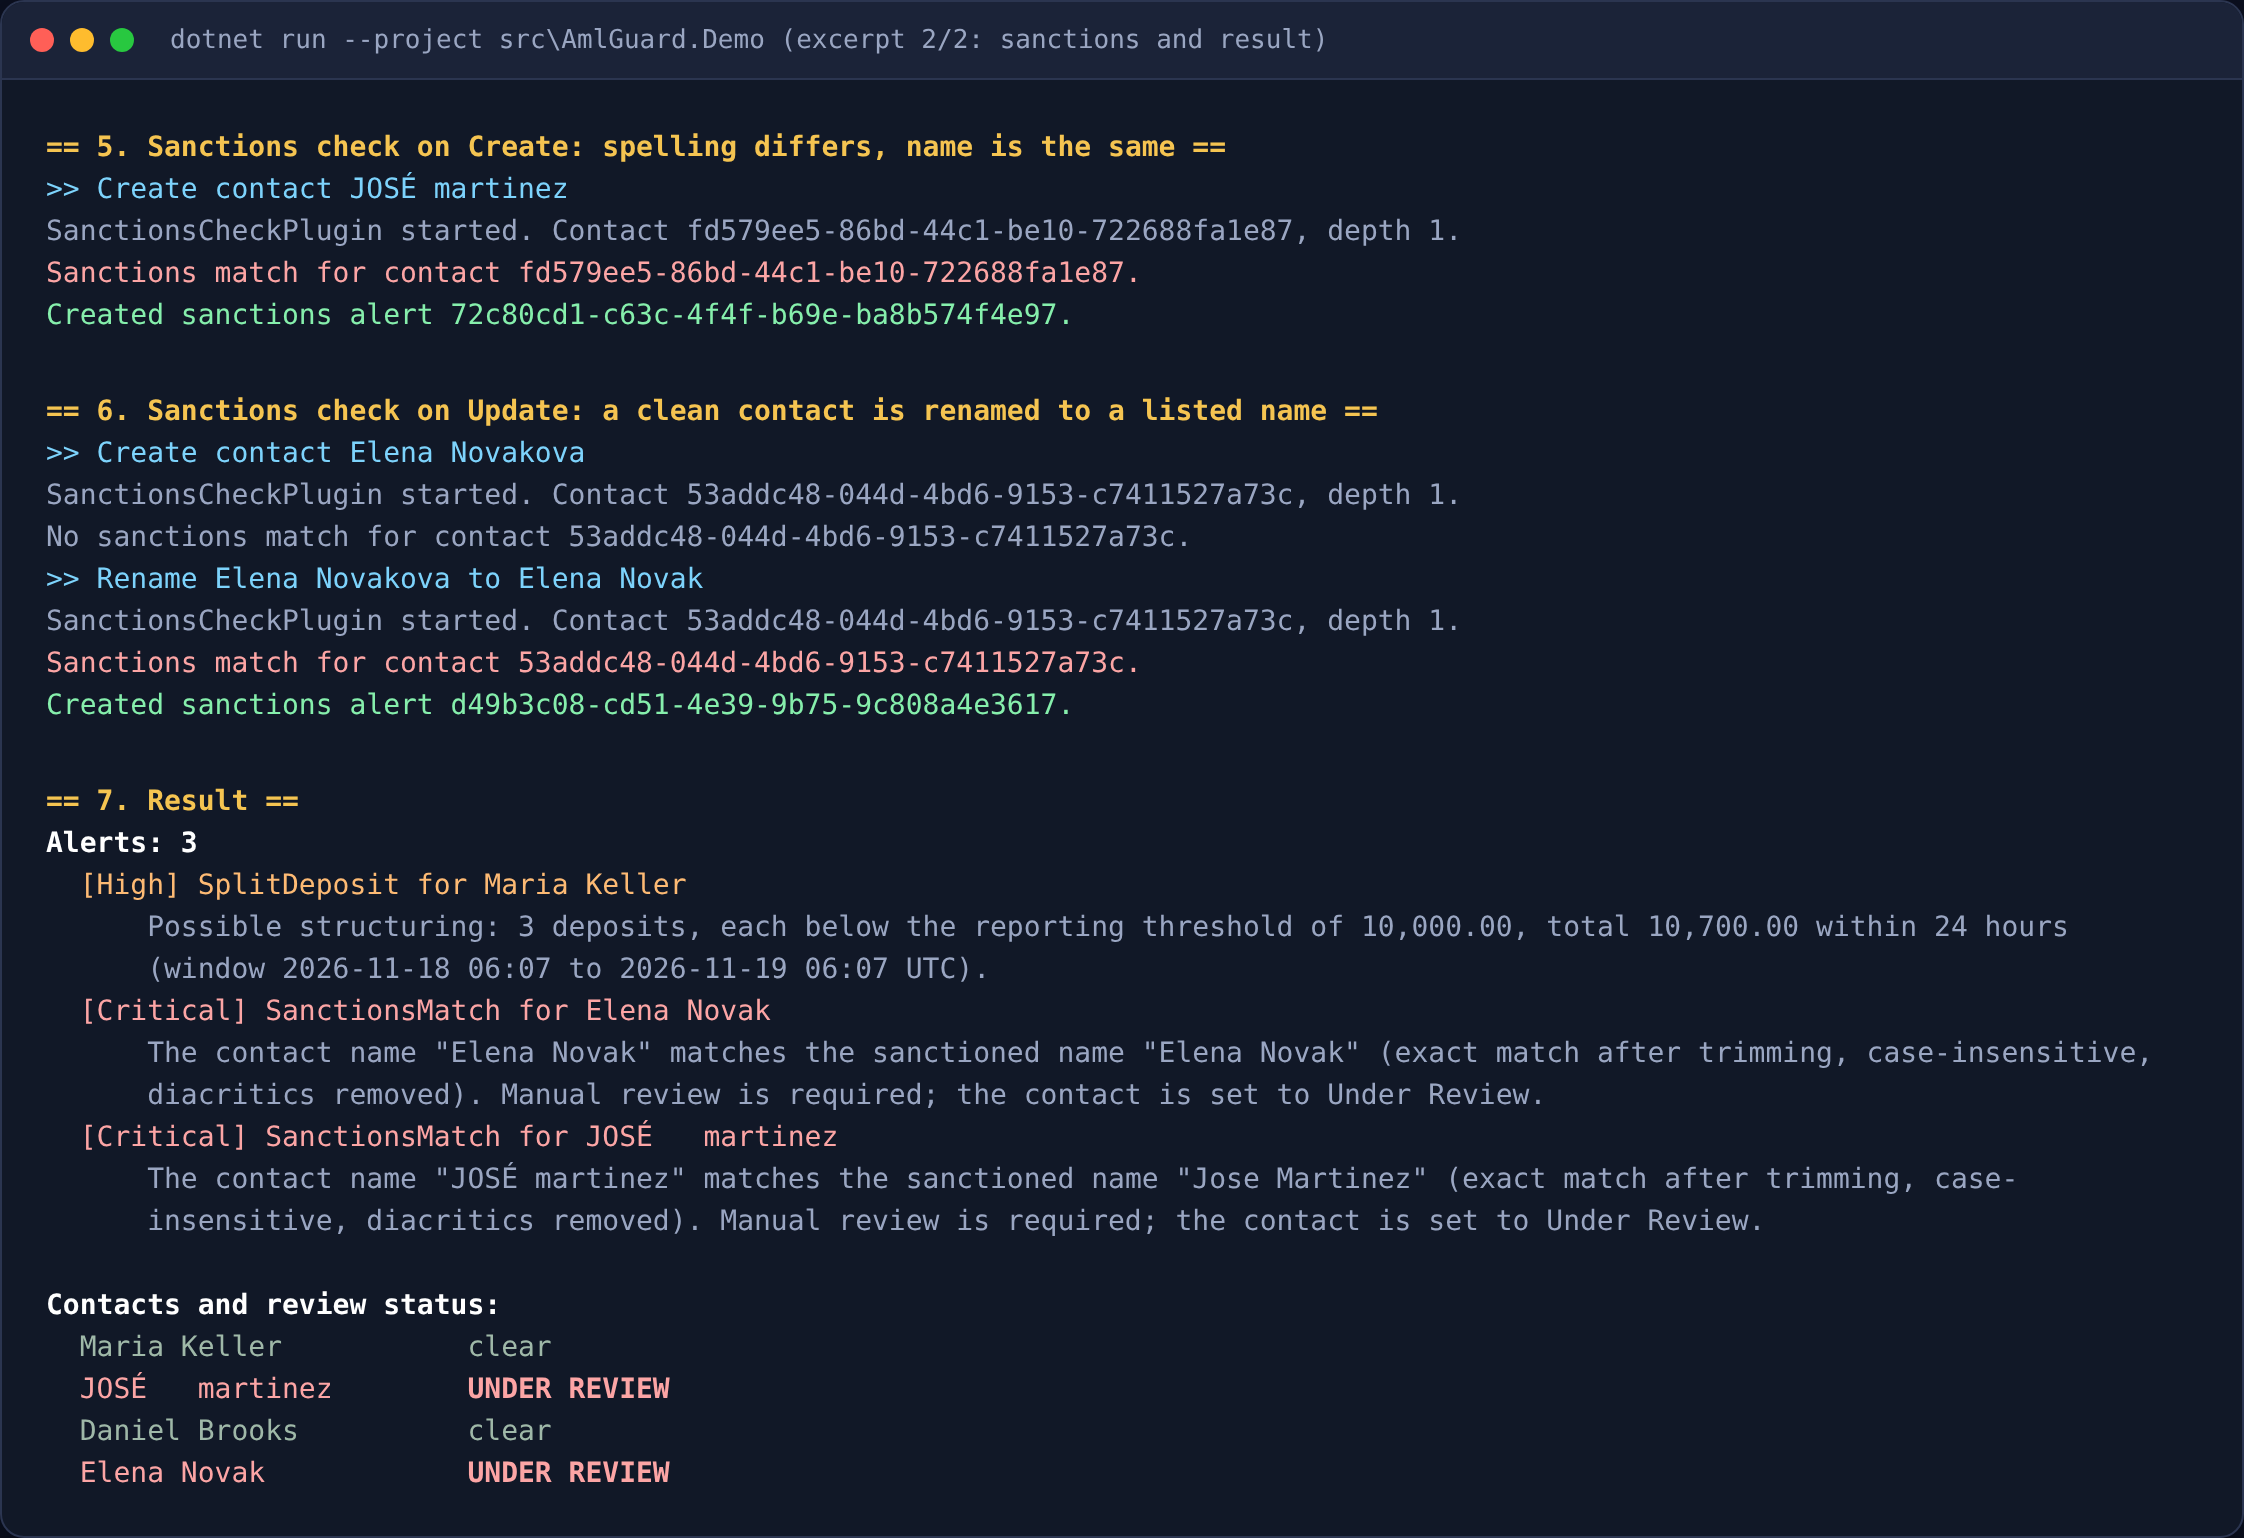 dotnet run --project src\AmlGuard.Demo (excerpt 2/2: sanctions and result)
== 5. Sanctions check on Create: spelling differs, name is the same ==
>> Create contact JOSÉ martinez
SanctionsCheckPlugin started. Contact fd579ee5-86bd-44c1-be10-722688fa1e87, depth 1.
Sanctions match for contact fd579ee5-86bd-44c1-be10-722688fa1e87.
Created sanctions alert 72c80cd1-c63c-4f4f-b69e-ba8b574f4e97.
== 6. Sanctions check on Update: a clean contact is renamed to a listed name ==
>> Create contact Elena Novakova
SanctionsCheckPlugin started. Contact 53addc48-044d-4bd6-9153-c7411527a73c, depth 1.
No sanctions match for contact 53addc48-044d-4bd6-9153-c7411527a73c.
>> Rename Elena Novakova to Elena Novak
SanctionsCheckPlugin started. Contact 53addc48-044d-4bd6-9153-c7411527a73c, depth 1.
Sanctions match for contact 53addc48-044d-4bd6-9153-c7411527a73c.
Created sanctions alert d49b3c08-cd51-4e39-9b75-9c808a4e3617.
== 7. Result ==
Alerts: 3
  [High] SplitDeposit for Maria Keller
      Possible structuring: 3 deposits, each below the reporting threshold of 10,000.00, total 10,700.00 within 24 hours
      (window 2026-11-18 06:07 to 2026-11-19 06:07 UTC).
  [Critical] SanctionsMatch for Elena Novak
      The contact name "Elena Novak" matches the sanctioned name "Elena Novak" (exact match after trimming, case-insensitive,
      diacritics removed). Manual review is required; the contact is set to Under Review.
  [Critical] SanctionsMatch for JOSÉ   martinez
      The contact name "JOSÉ martinez" matches the sanctioned name "Jose Martinez" (exact match after trimming, case-
      insensitive, diacritics removed). Manual review is required; the contact is set to Under Review.
Contacts and review status:
  Maria Keller           clear
  JOSÉ   martinez        UNDER REVIEW
  Daniel Brooks          clear
  Elena Novak            UNDER REVIEW